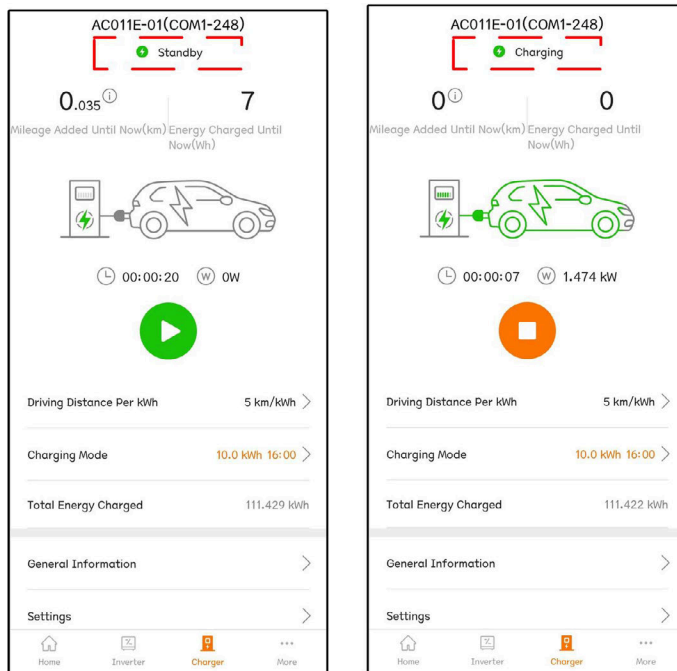 AC011E-01(COM1-248)
Standby
0.035
7
Mileage Added Until Now(km)
Energy Charged Until
Now(Wh)
00:00:20
W
0W
Driving Distance Per kWh
5 km/kWh
Charging Mode
10.0 kWh 16:00
Total Energy Charged
111.429 kWh
General Information
Settings
Home
Inverter
Charger
More
AC011E-01(COM1-248)
Charging
0
0
Mileage Added Until Now(km)
Energy Charged Until
Now(Wh)
00:00:07
W
1.474 kW
Driving Distance Per kWh
5 km/kWh
Charging Mode
10.0 kWh 16:00
Total Energy Charged
111.422 kWh
General Information
Settings
Home
Inverter
Charger
More